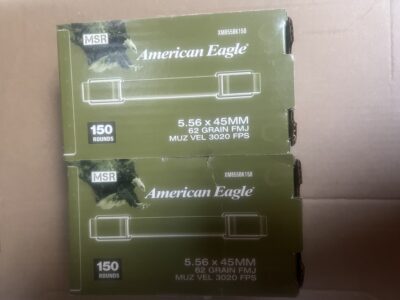 MSR
XM855BK150
American Eagle
150
ROUNDS
5.56 x 45MM
62 GRAIN FMJ
MUZ VEL 3020 FPS
MSR
XM855BK150
American Eagle
150
ROUNDS
5.56 x 45MM
62 GRAIN FMJ
MUZ VEL 3020 FPS